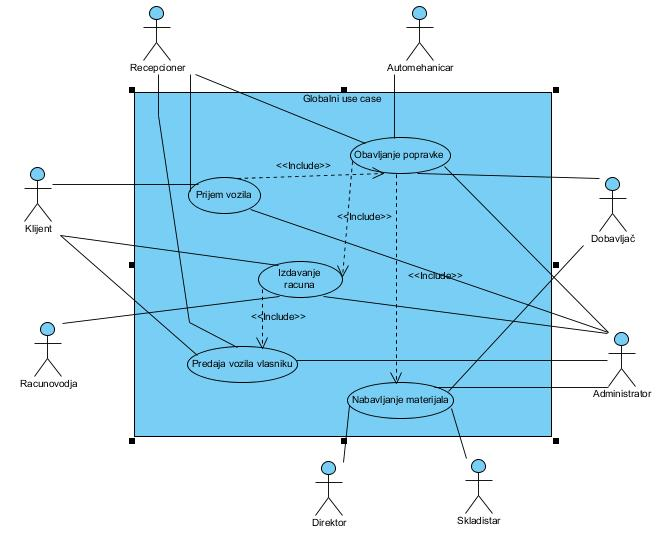 Recepcioner
Automehanicar
Globalni use case
Obavljanje popravke
<<Include>>
Prijem vozila
Klijent
<<Include>>
Dobavljač
Izdavanje
racuna
<<Include>>
<<Include>>
Predaja vozila vlasniku
Racunovodja
Administrator
Nabavljanje materijala
Direktor
Skladistar